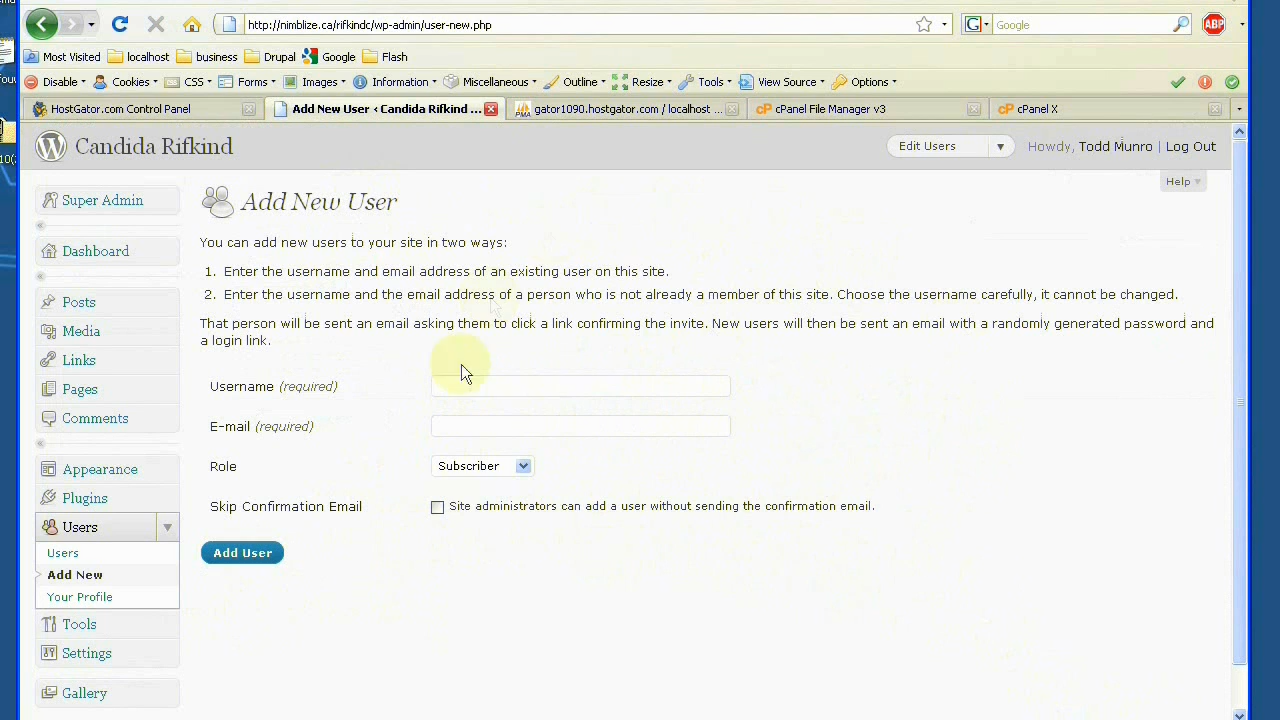 http://nimblize.ca/rifkindc/wp-admin/user-new.php
Google
ABP
Most Visited localhost business Drupal Google Flash
Disable Cookies CSS Forms Images Information Miscellaneous Outline Resize Tools View Source Options
HostGator.com Control Panel
Add New User ‹ Candida Rifkind ...
gator1090.hostgator.com / localhost ...
cPanel File Manager v3
cPanel X
Candida Rifkind
Edit Users
Howdy, Todd Munro | Log Out
Help
Super Admin
Dashboard
Posts
Media
Links
Pages
Comments
Appearance
Plugins
Users
Users
Add New
Your Profile
Tools
Settings
Gallery
Add New User
You can add new users to your site in two ways:
1. Enter the username and email address of an existing user on this site.
2. Enter the username and the email address of a person who is not already a member of this site. Choose the username carefully, it cannot be changed.
That person will be sent an email asking them to click a link confirming the invite. New users will then be sent an email with a randomly generated password and
a login link.
Username (required)
E-mail (required)
Role Subscriber
Skip Confirmation Email Site administrators can add a user without sending the confirmation email.
Add User